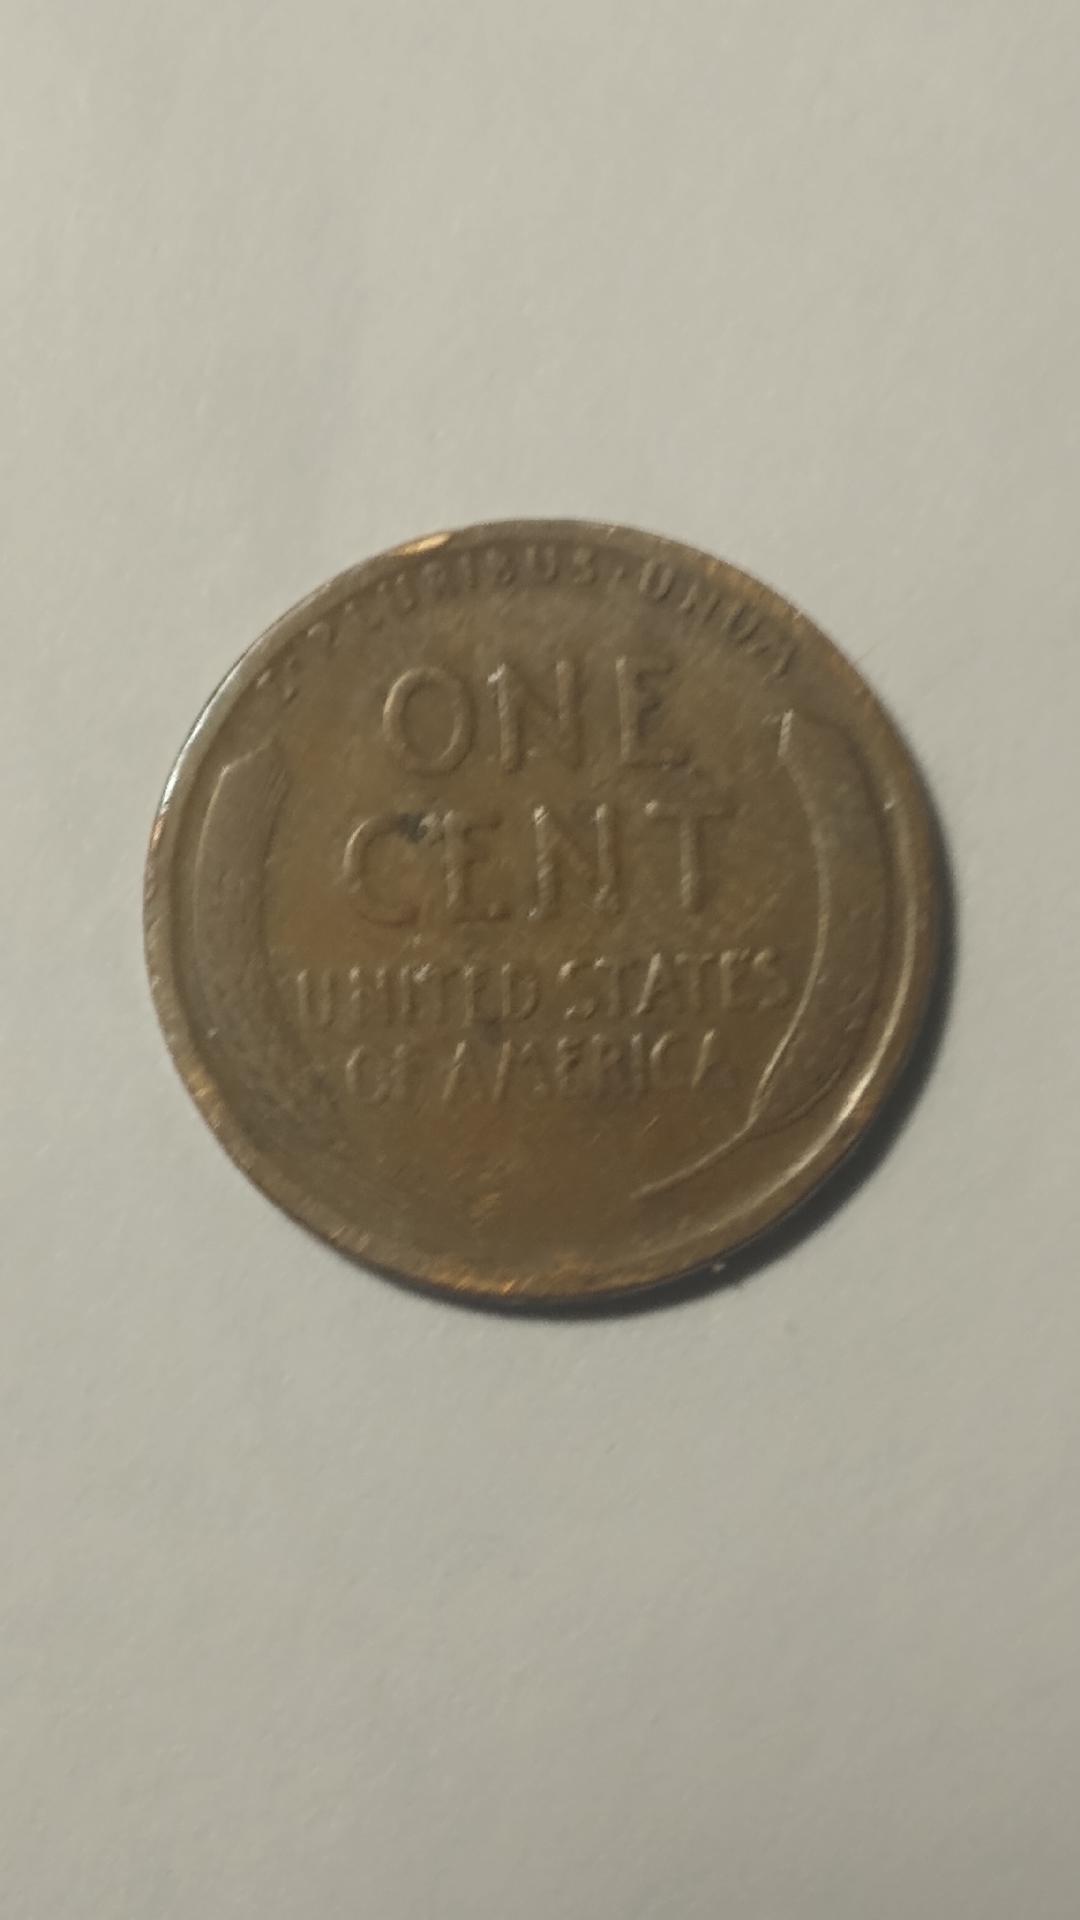 E·PLURIBUS·UNUM
ONE
CENT
UNITED STATES
OF AMERICA